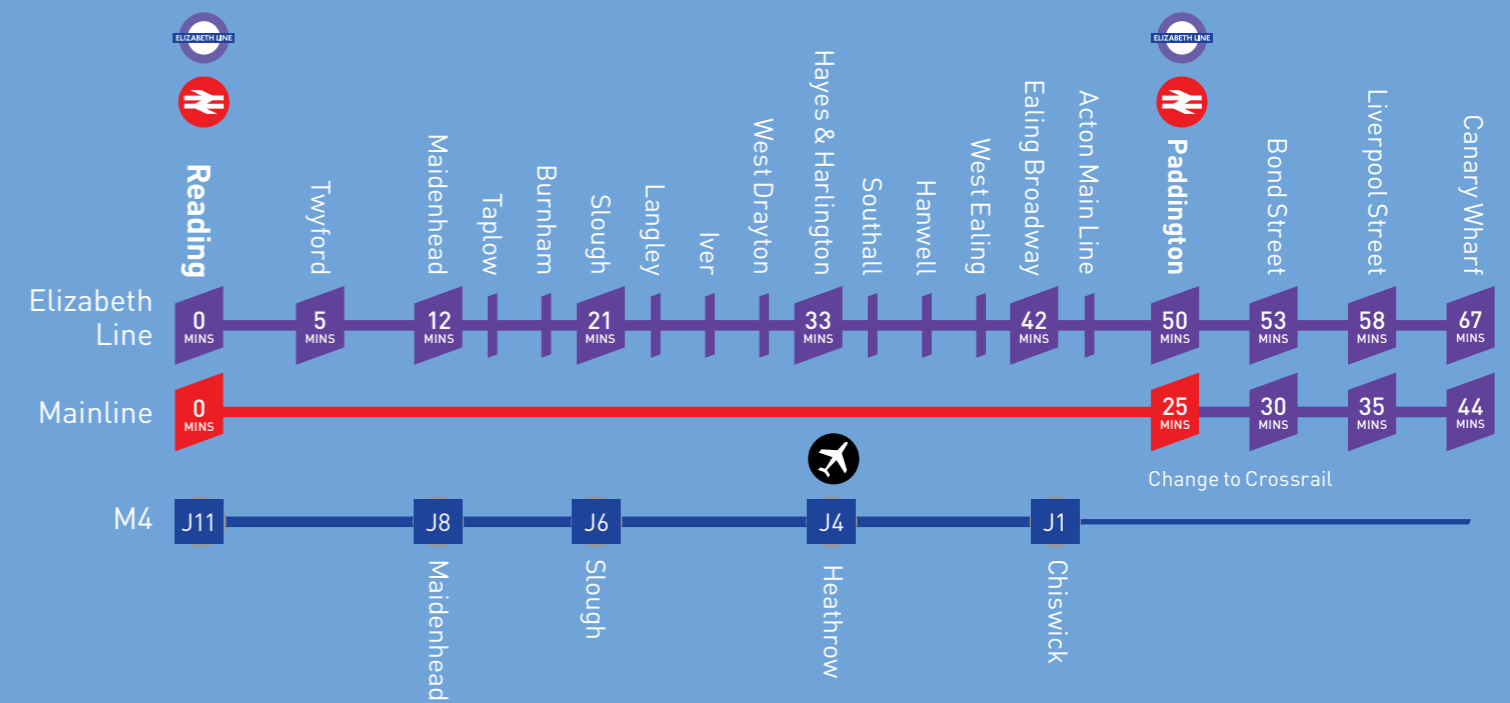 ELIZABETH LINE
ELIZABETH LINE
Reading
Twyford
Maidenhead
Taplow
Burnham
Slough
Langley
Iver
West Drayton
Hayes & Harlington
Southall
Hanwell
West Ealing
Ealing Broadway
Acton Main Line
Paddington
Bond Street
Liverpool Street
Canary Wharf
Elizabeth
Line
0
MINS
5
MINS
12
MINS
21
MINS
33
MINS
42
MINS
50
MINS
53
MINS
58
MINS
67
MINS
Mainline
0
MINS
25
MINS
30
MINS
35
MINS
44
MINS
Change to Crossrail
M4
J11
J8
J6
J4
J1
Maidenhead
Slough
Heathrow
Chiswick